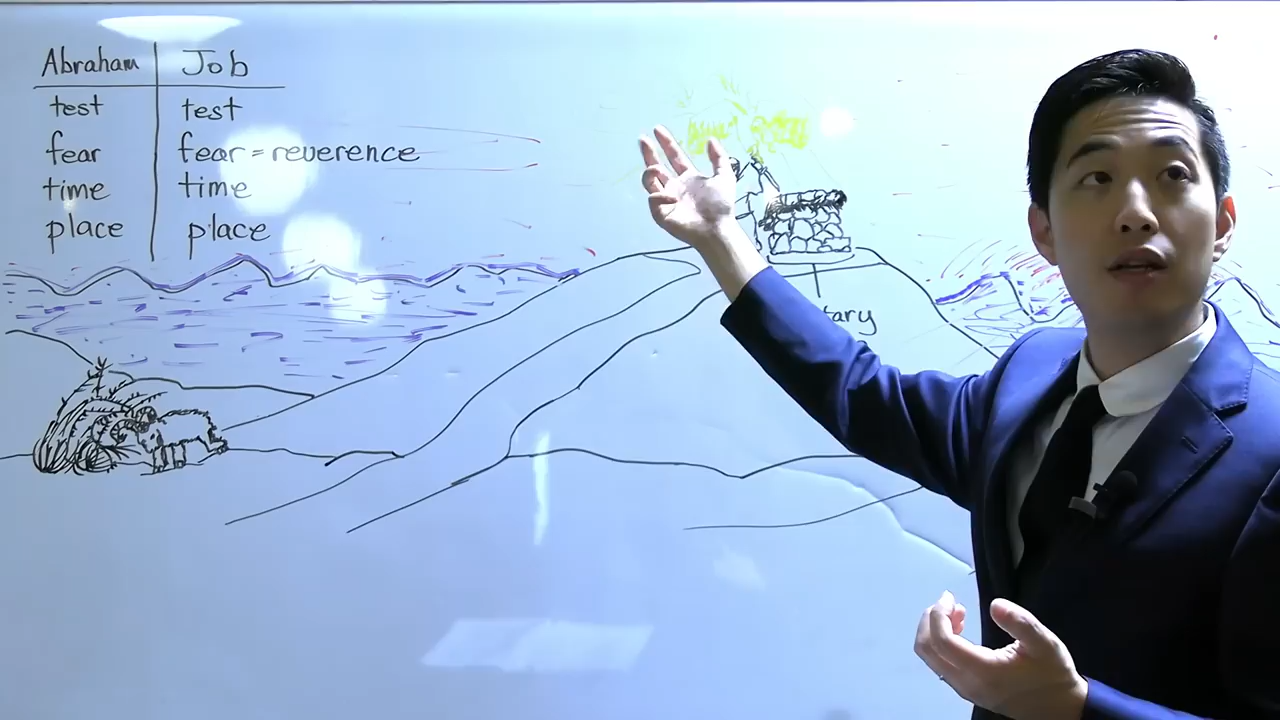 Abraham Job
test test
fear fear = reverence
time time
place place